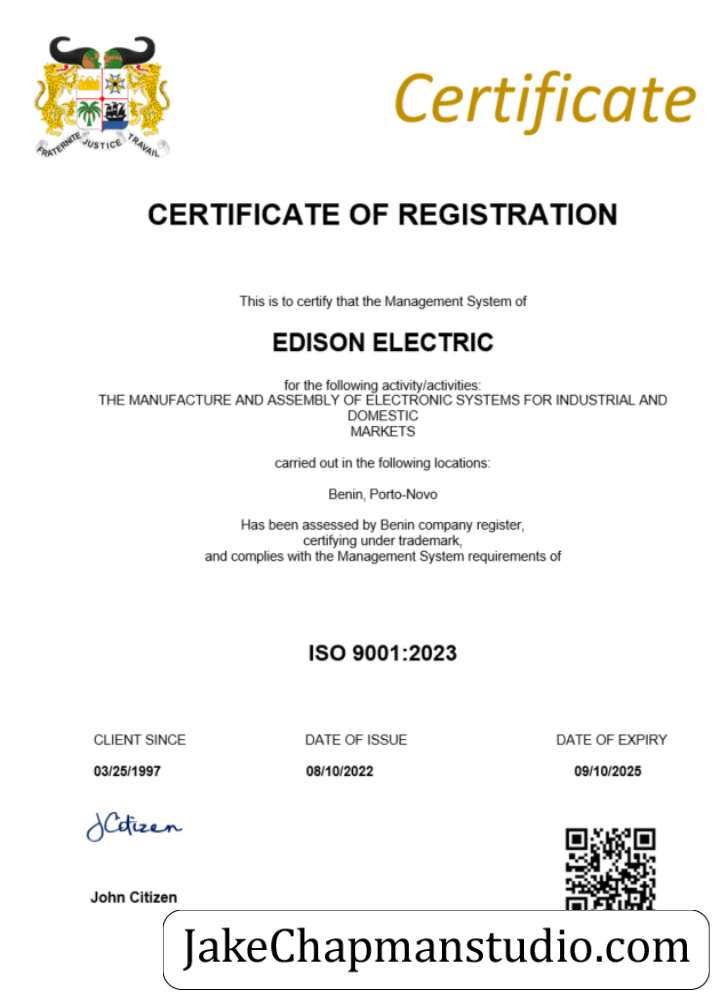 Certificate
FRATERNITE JUSTICE TRAVAIL
CERTIFICATE OF REGISTRATION
This is to certify that the Management System of
EDISON ELECTRIC
for the following activity/activities:
THE MANUFACTURE AND ASSEMBLY OF ELECTRONIC SYSTEMS FOR INDUSTRIAL AND
DOMESTIC
MARKETS
carried out in the following locations:
Benin, Porto-Novo
Has been assessed by Benin company register,
certifying under trademark,
and complies with the Management System requirements of
ISO 9001:2023
CLIENT SINCE DATE OF ISSUE DATE OF EXPIRY
03/25/1997 08/10/2022 09/10/2025
JCitizen
John Citizen
JakeChapmanstudio.com